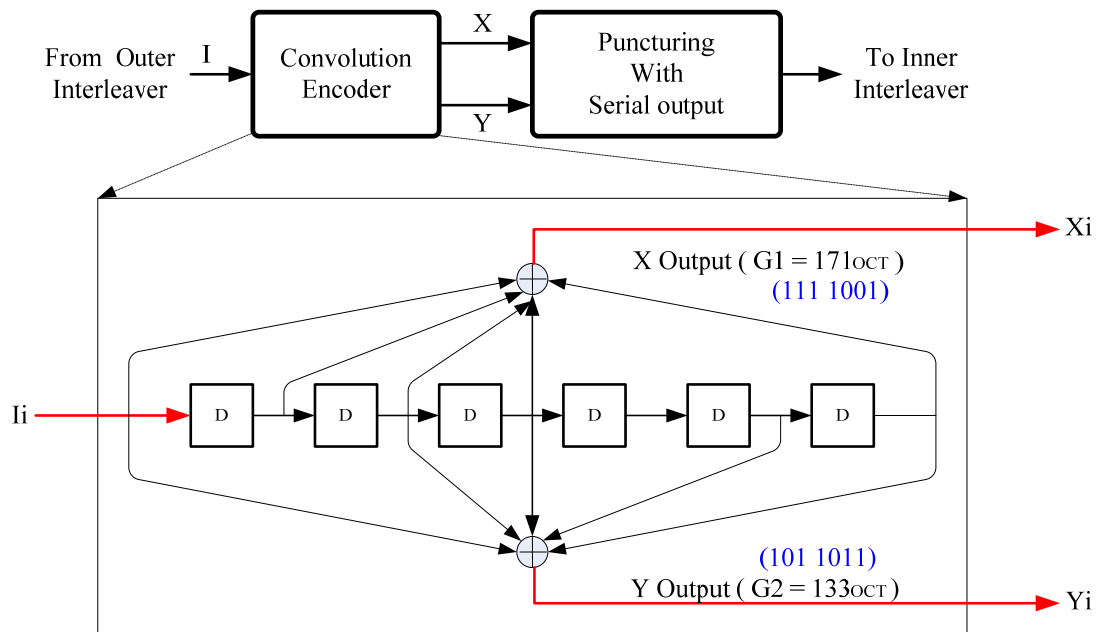 From Outer
Interleaver
I
Convolution
Encoder
X
Y
Puncturing
With
Serial output
To Inner
Interleaver
Xi
X Output ( G1 = 171OCT )
(111 1001)
Ii
D
D
D
D
D
D
(101 1011)
Y Output ( G2 = 133OCT )
Yi